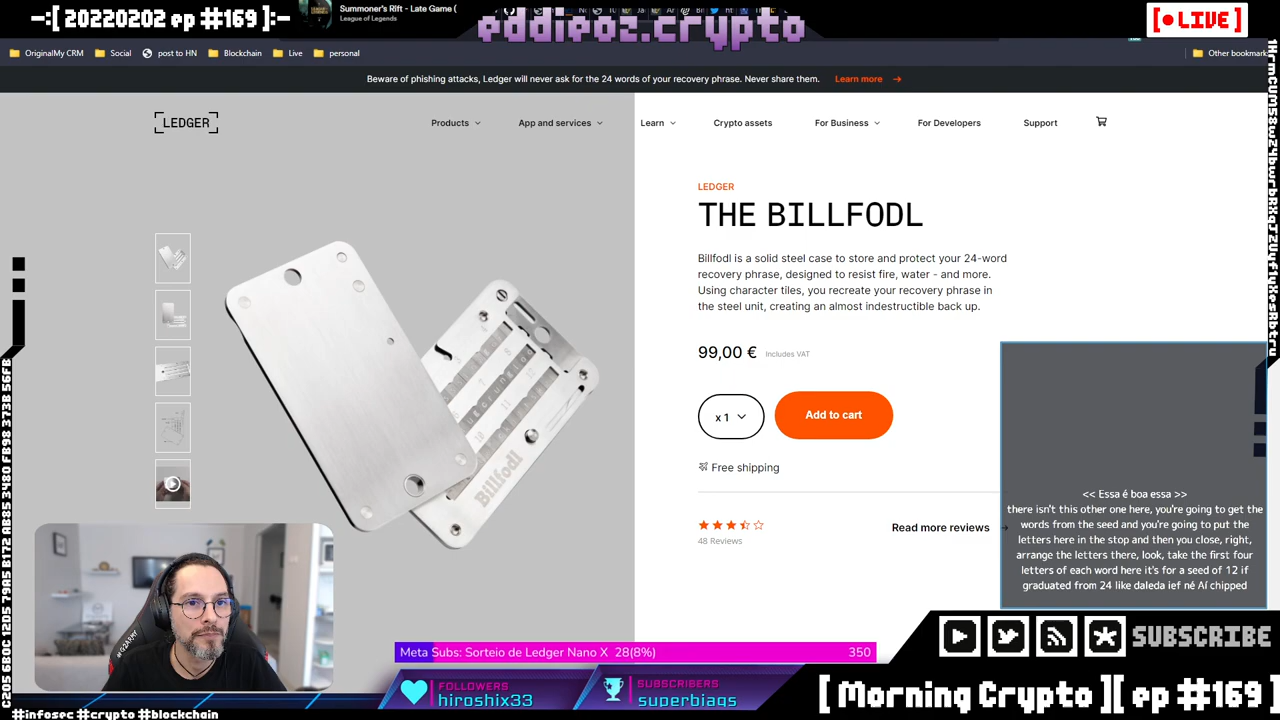 -:[ 20220202 ep #169 ]:-
Summoner's Rift - Late Game (
League of Legends
eddieoz.crypto
[ • LIVE ]
OriginalMy CRM
Social
post to HN
Blockchain
Live
personal
Other bookmark
Beware of phishing attacks, Ledger will never ask for the 24 words of your recovery phrase. Never share them.
Learn more →
LEDGER
Products
App and services
Learn
Crypto assets
For Business
For Developers
Support
LEDGER
THE BILLFODL
Billfodl is a solid steel case to store and protect your 24-word
recovery phrase, designed to resist fire, water - and more.
Using character tiles, you recreate your recovery phrase in
the steel unit, creating an almost indestructible back up.
99,00 € Includes VAT
x 1
Add to cart
Free shipping
48 Reviews
Read more reviews →
Billfodl
<< Essa é boa essa >>
there isn't this other one here, you're going to get the
words from the seed and you're going to put the
letters here in the stop and then you close, right,
arrange the letters there, look, take the first four
letters of each word here it's for a seed of 12 if
graduated from 24 like daleda ief né Aí chipped
Meta Subs: Sorteio de Ledger Nano X 28(8%)
350
FOLLOWERS
hiroshix33
SUBSCRIBERS
superbiaqs
SUBSCRIBE
[ Morning Crypto ][ ep #169 ]
#infosec #crypto #blockchain